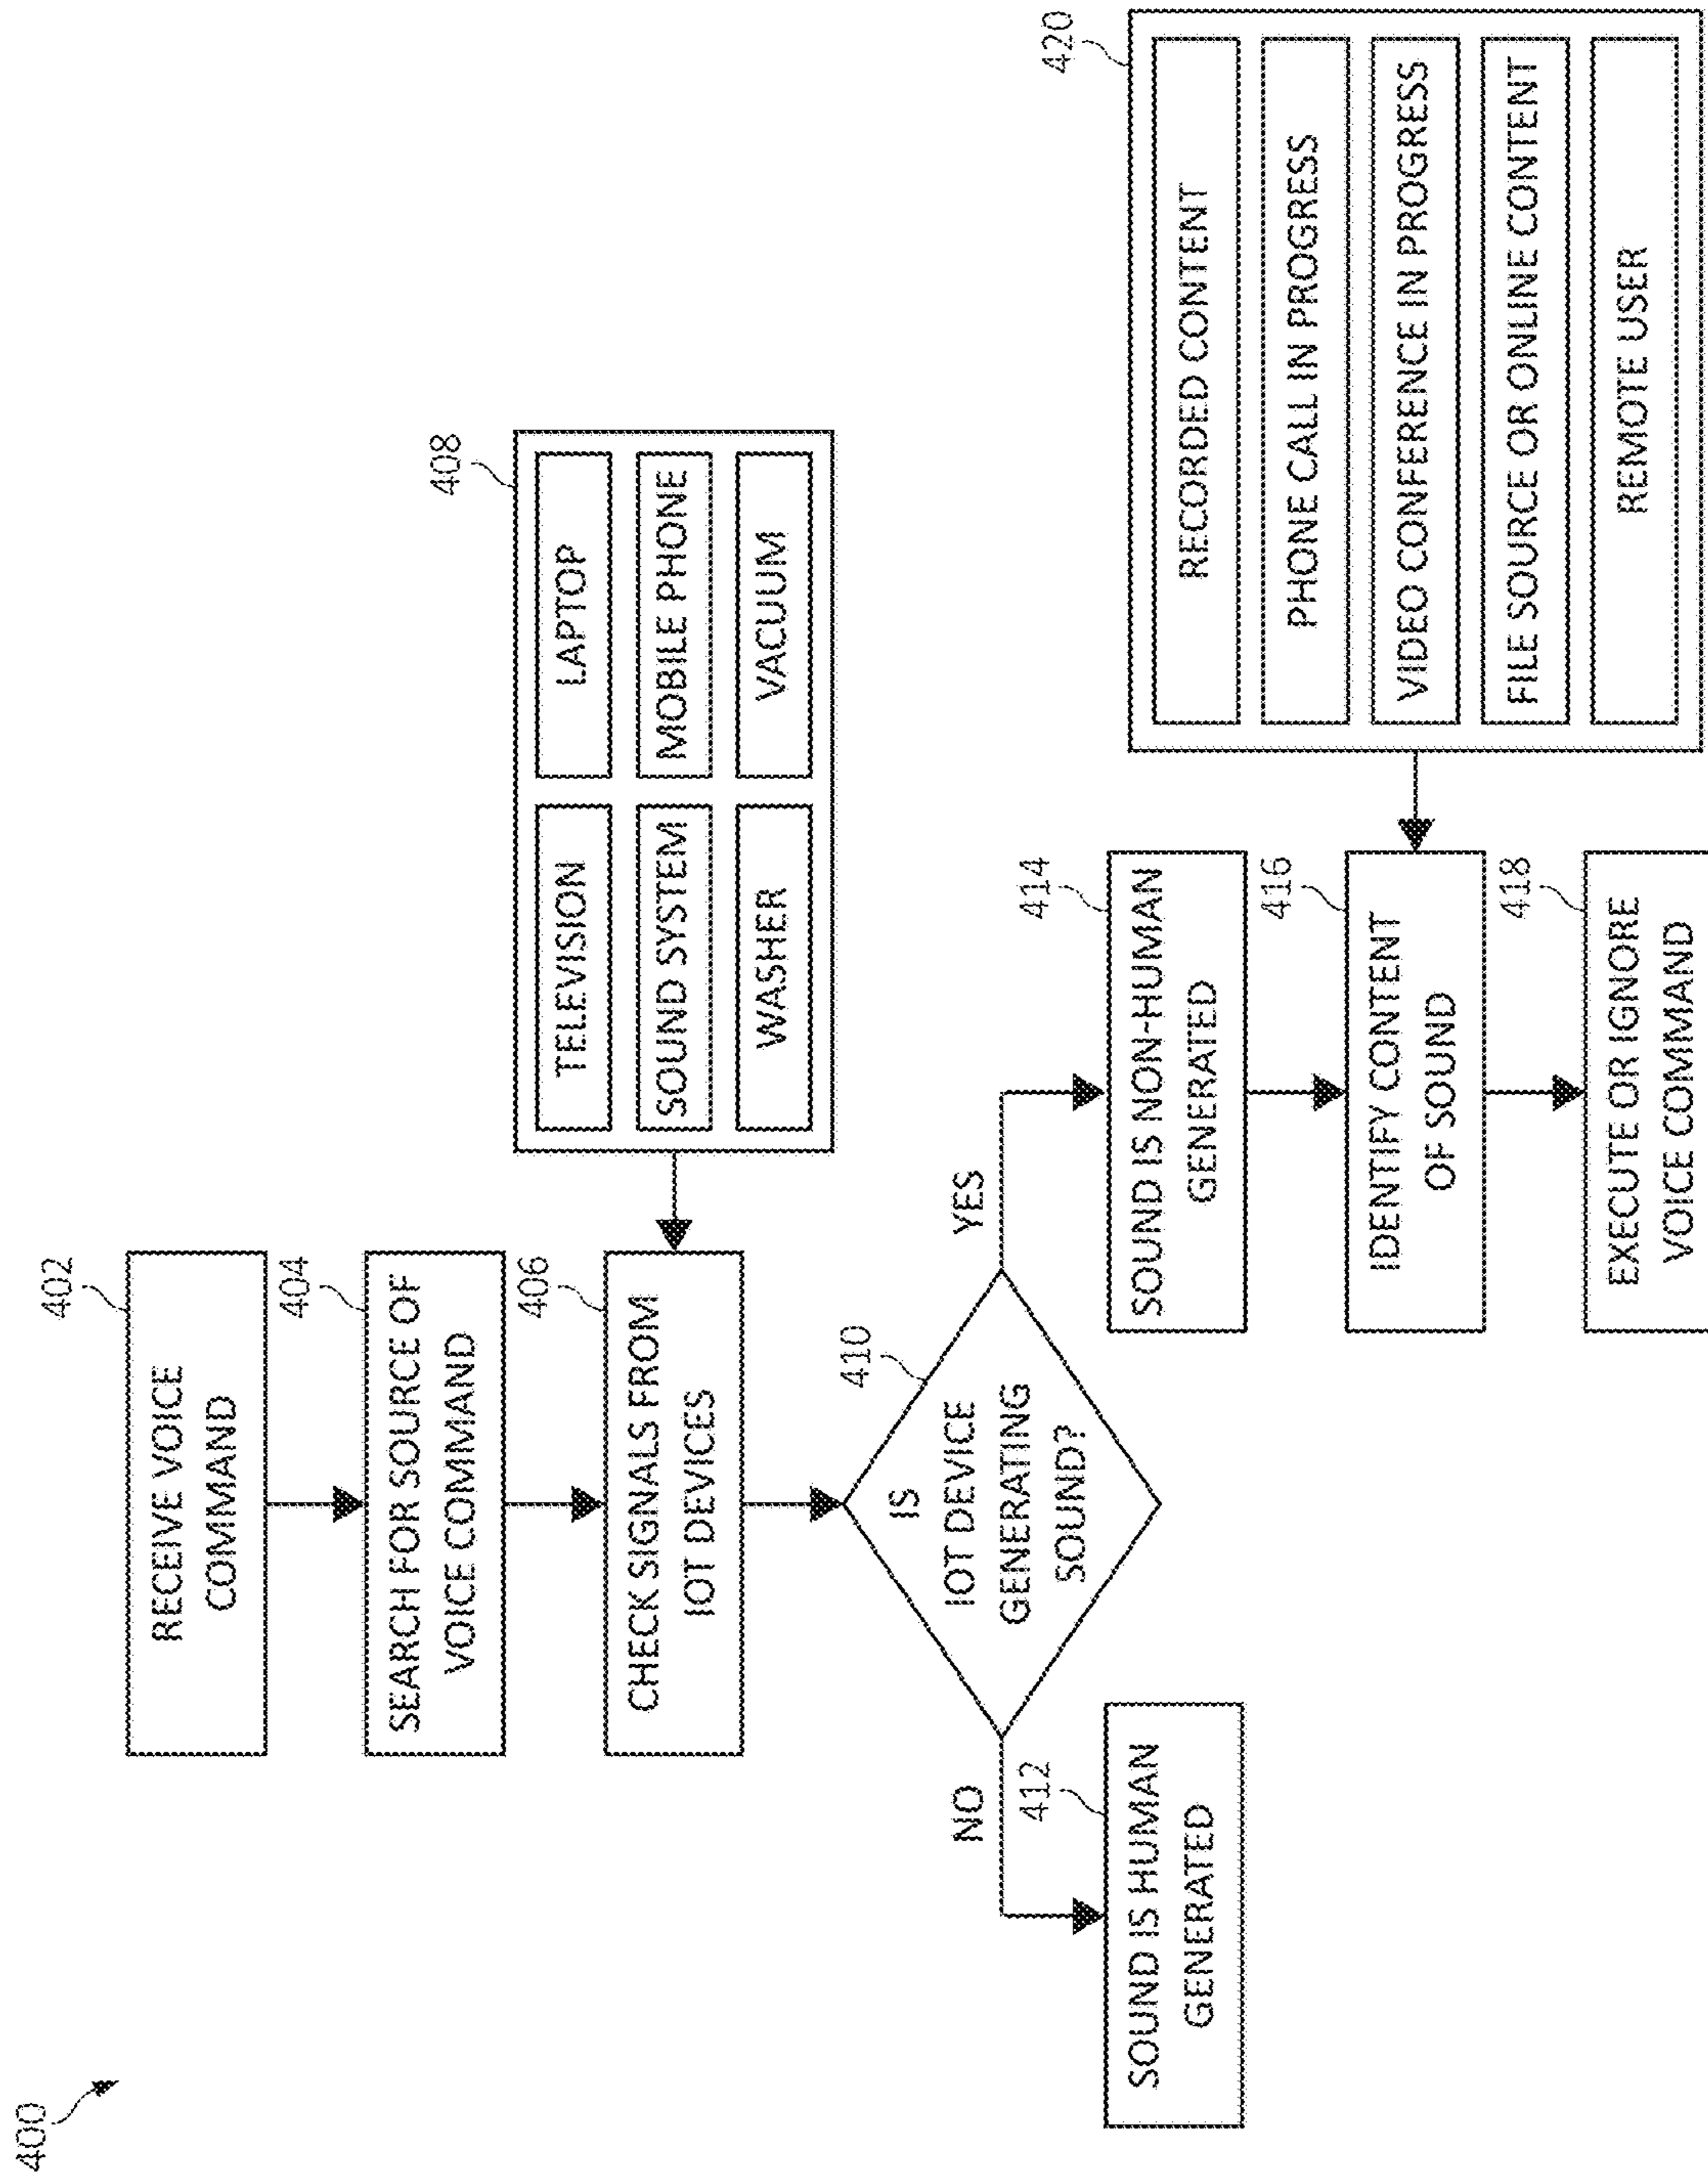 400
402
RECEIVE VOICE
COMMAND
404
SEARCH FOR SOURCE OF
VOICE COMMAND
406
CHECK SIGNALS FROM
IOT DEVICES
408
TELEVISION
LAPTOP
SOUND SYSTEM
MOBILE PHONE
WASHER
VACUUM
410
IS
IOT DEVICE
GENERATING
SOUND?
NO
YES
412
SOUND IS HUMAN
GENERATED
414
SOUND IS NON-HUMAN
GENERATED
416
IDENTIFY CONTENT
OF SOUND
418
EXECUTE OR IGNORE
VOICE COMMAND
420
RECORDED CONTENT
PHONE CALL IN PROGRESS
VIDEO CONFERENCE IN PROGRESS
FILE SOURCE OR ONLINE CONTENT
REMOTE USER